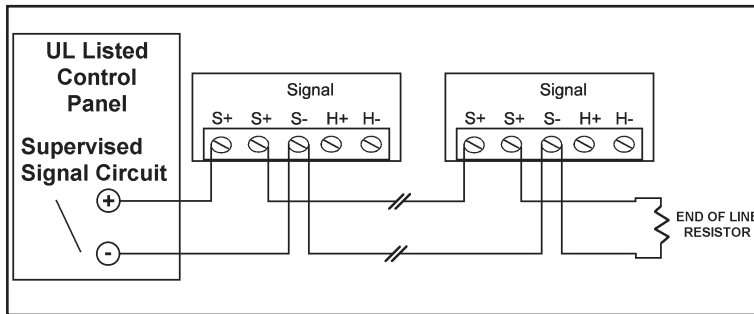 UL Listed
Control
Panel
Supervised
Signal Circuit
+
-
Signal
S+ S+ S- H+ H-
Signal
S+ S+ S- H+ H-
END OF LINE
RESISTOR